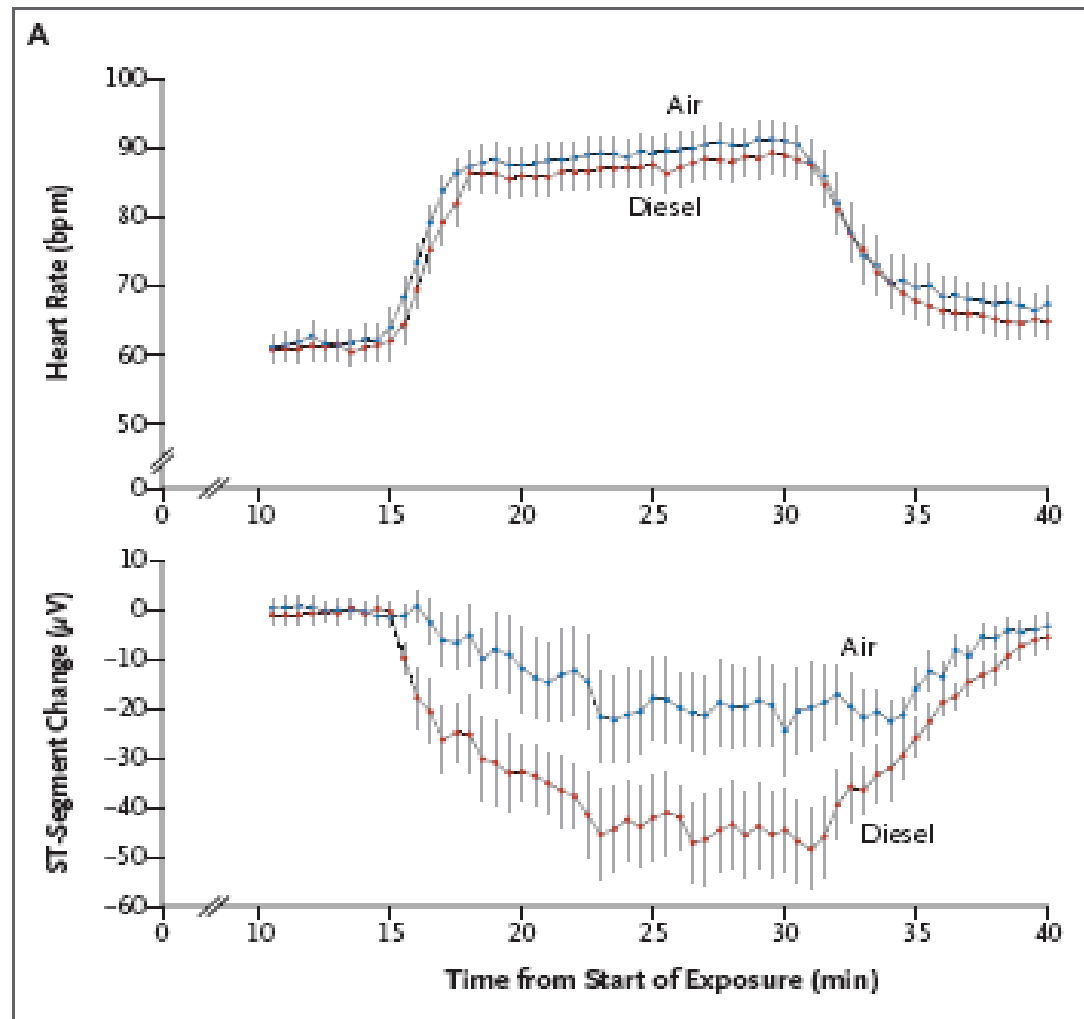 A
100
90
80
70
60
50
0
Heart Rate (bpm)
Air
Diesel
0 10 15 20 25 30 35 40
10
0
−10
−20
−30
−40
−50
−60
ST-Segment Change (µV)
Air
Diesel
0 10 15 20 25 30 35 40
Time from Start of Exposure (min)